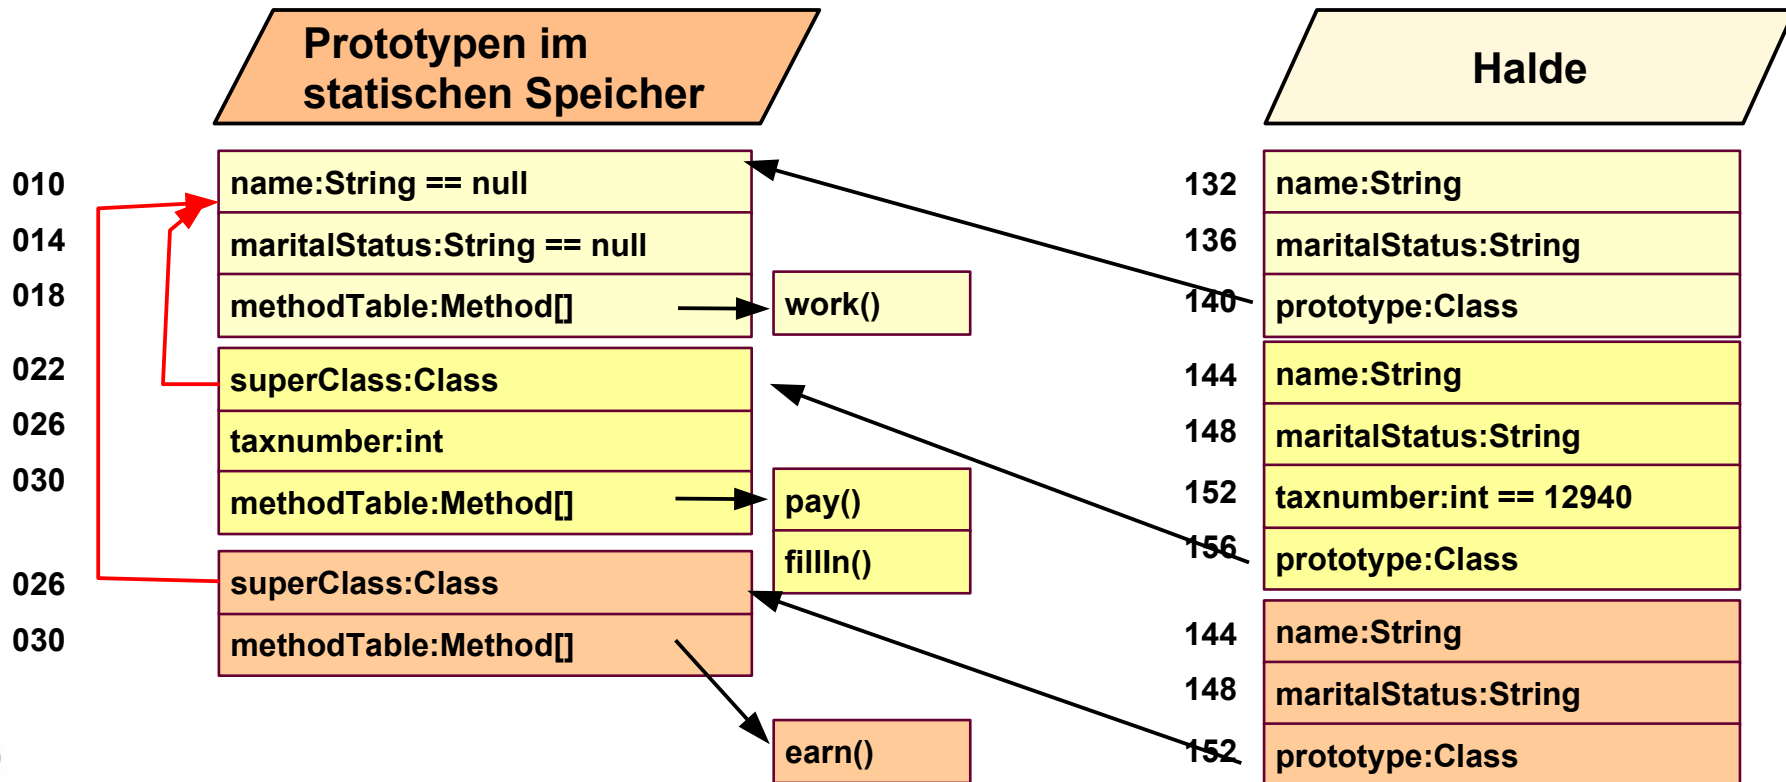 Prototypen im
statischen Speicher
Halde
010 name:String == null
014 maritalStatus:String == null
018 methodTable:Method[] work()
022 superClass:Class
026 taxnumber:int
030 methodTable:Method[] pay()
fillIn()
026 superClass:Class
030 methodTable:Method[]
earn()
132 name:String
136 maritalStatus:String
140 prototype:Class
144 name:String
148 maritalStatus:String
152 taxnumber:int == 12940
156 prototype:Class
144 name:String
148 maritalStatus:String
152 prototype:Class